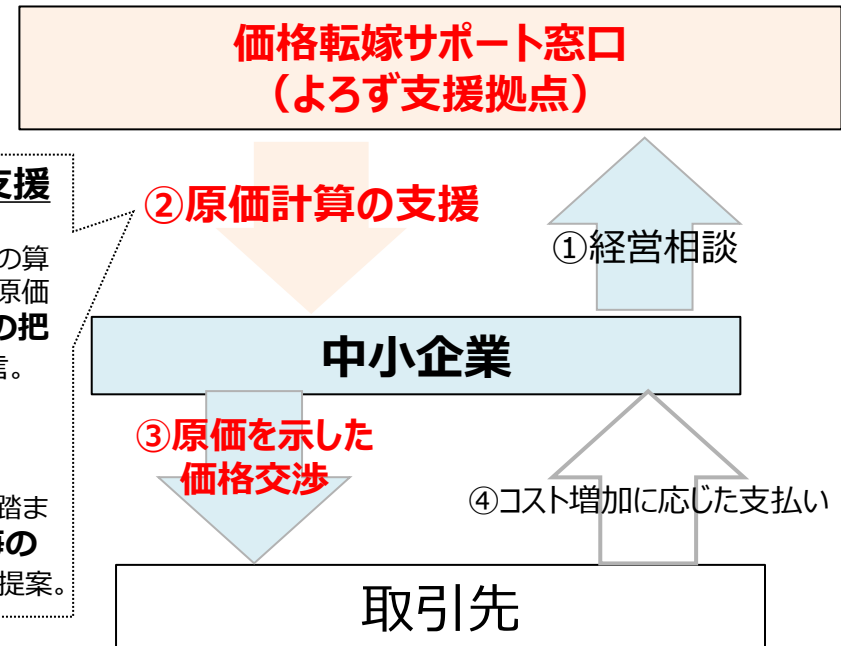 価格転嫁サポート窓口
（よろず支援拠点）
②原価計算の支援
①経営相談
支援
の算
原価
の把
言。
中小企業
③原価を示した
価格交渉
④コスト増加に応じた支払い
踏ま
の
提案。
取引先